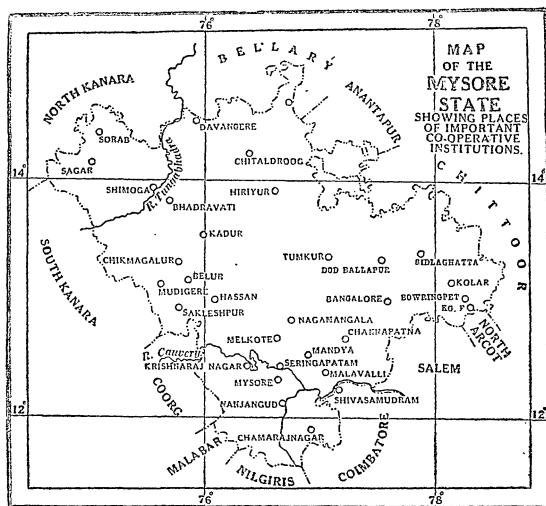 76°
78°
MAP
OF THE
MYSORE
STATE
SHOWING PLACES
OF IMPORTANT
CO-OPERATIVE
INSTITUTIONS.
BELLARY
NORTH KANARA
ANANTAPUR
DAVANGERE
SORAB
CHITALDROOG
SAGAR
14°
14°
CHITTOOR
SHIMOGA
R. Tungabhadra
HIRIYUR
BHADRAVATI
KADUR
SOUTH KANARA
CHIKMAGALUR
TUMKUR
DOD BALLAPUR
SIDLAGHATTA
BELUR
MUDIGERE
KOLAR
HASSAN
BANGALORE
BOWRINGPET
SAKLESHPUR
K.G.F.
NAGAMANGALA
NORTH
ARCOT
MELKOTE
CHANNAPATNA
R. Cauvery
MANDYA
SALEM
KRISHNARAJ NAGAR
SERINGAPATAM
MALAVALLI
COORG
MYSORE
SHIVASAMUDRAM
NANJANGUD
12°
12°
CHAMARAJNAGAR
COIMBATORE
MALABAR
NILGIRIS
76°
78°